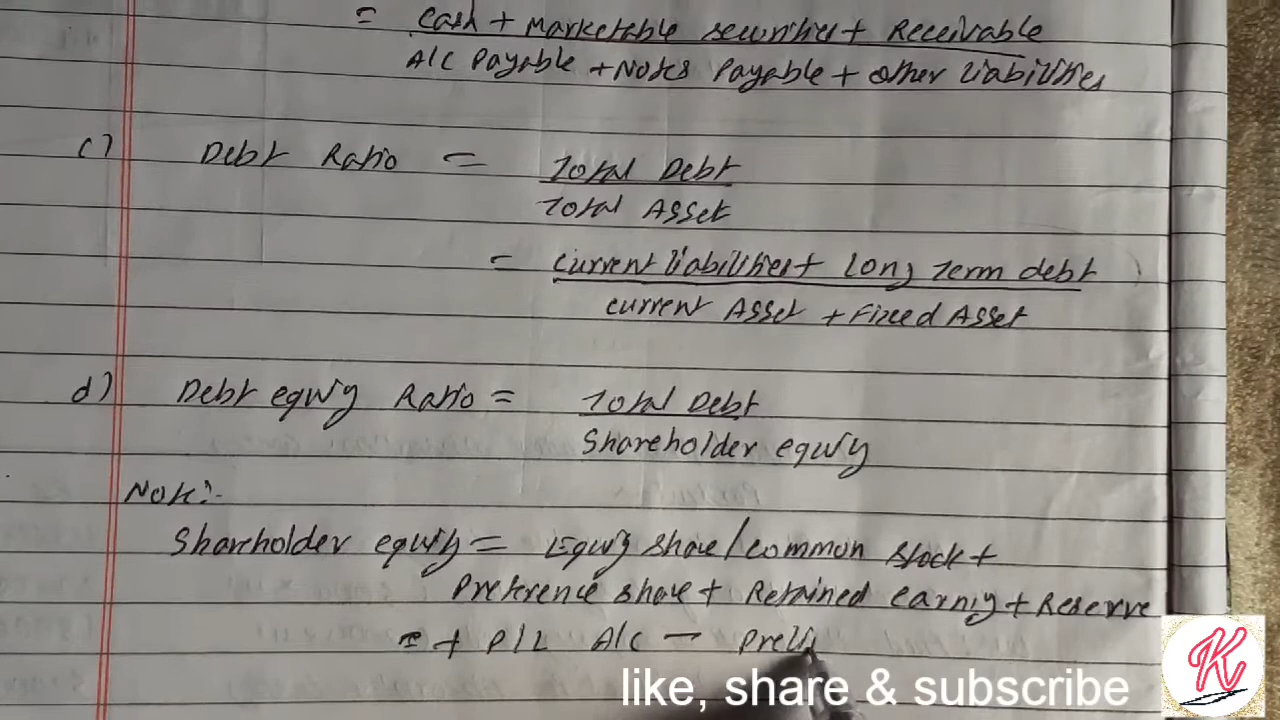 = cash + Marketable securities + Receivable
A/C Payable + Notes Payable + other liabilities
c) Debt Ratio = Total Debt
Total Asset
= current liabilities + long term debt
current Asset + Fixed Asset
d) Debt equity Ratio = Total Debt
Shareholder equity
Note:-
Shareholder equity = Equity share/common stock +
Preference share + Retained earning + Reserve
+ P/L A/C - Preli
like, share & subscribe
K